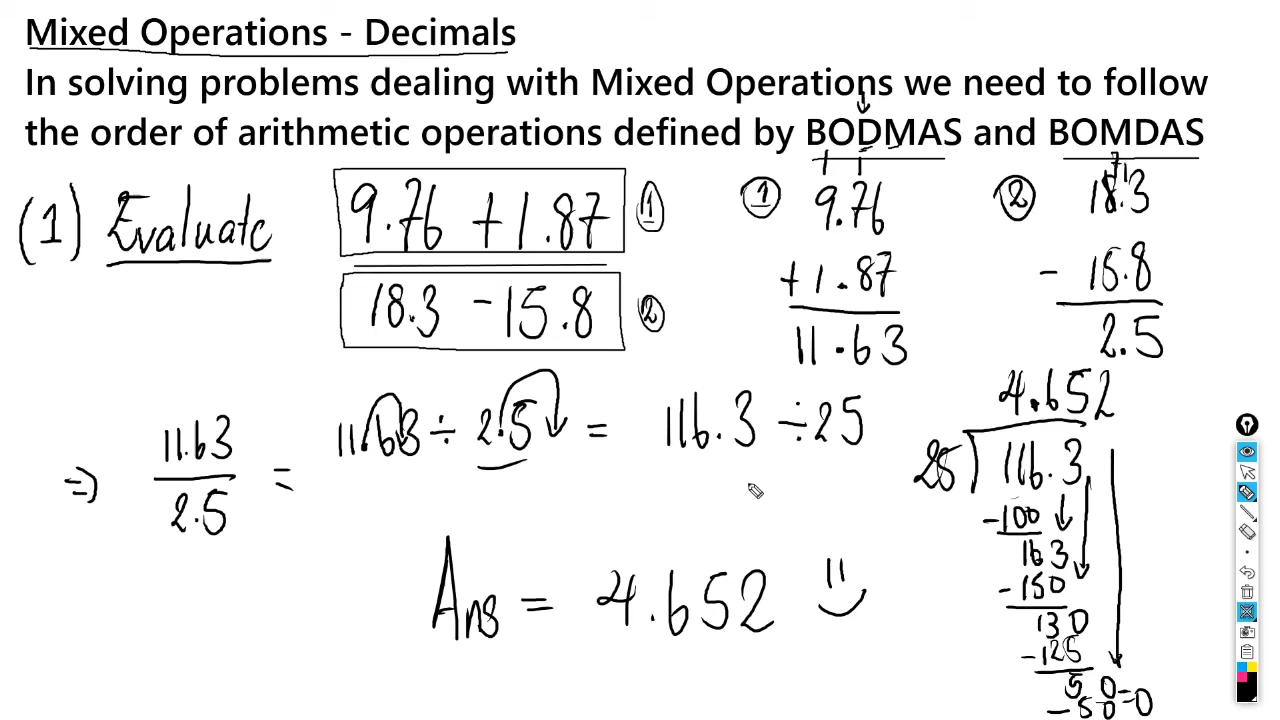 Mixed Operations - Decimals
In solving problems dealing with Mixed Operations we need to follow
the order of arithmetic operations defined by BODMAS and BOMDAS
(1) Evaluate
9.76 + 1.87 ①
18.3 - 15.8 ②
①
1 1
9.76
+ 1.87
11.63
②
7 1
18.3
- 15.8
2.5
⇒ 11.63
2.5
= 11.63 ÷ 2.5 = 116.3 ÷ 25
4.652
25 116.3
-100
163
-150
130
-125
50
-50=0
Ans = 4.652